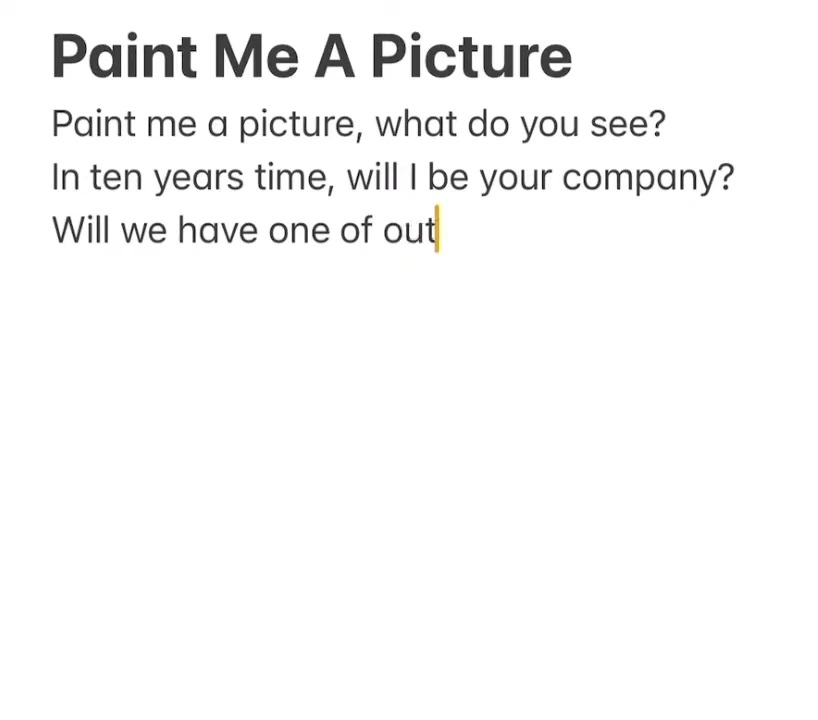 Paint Me A Picture
Paint me a picture, what do you see?
In ten years time, will I be your company?
Will we have one of out